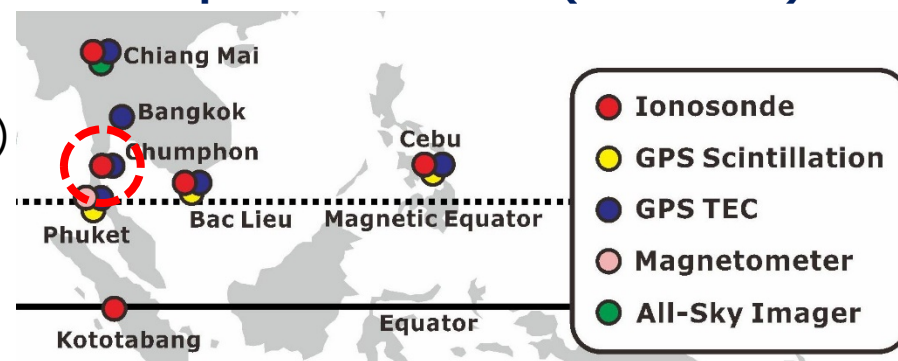 Chiang Mai
Bangkok
Chumphon
Cebu
Phuket
Bac Lieu
Magnetic Equator
Kototabang
Equator
Ionosonde
GPS Scintillation
GPS TEC
Magnetometer
All-Sky Imager